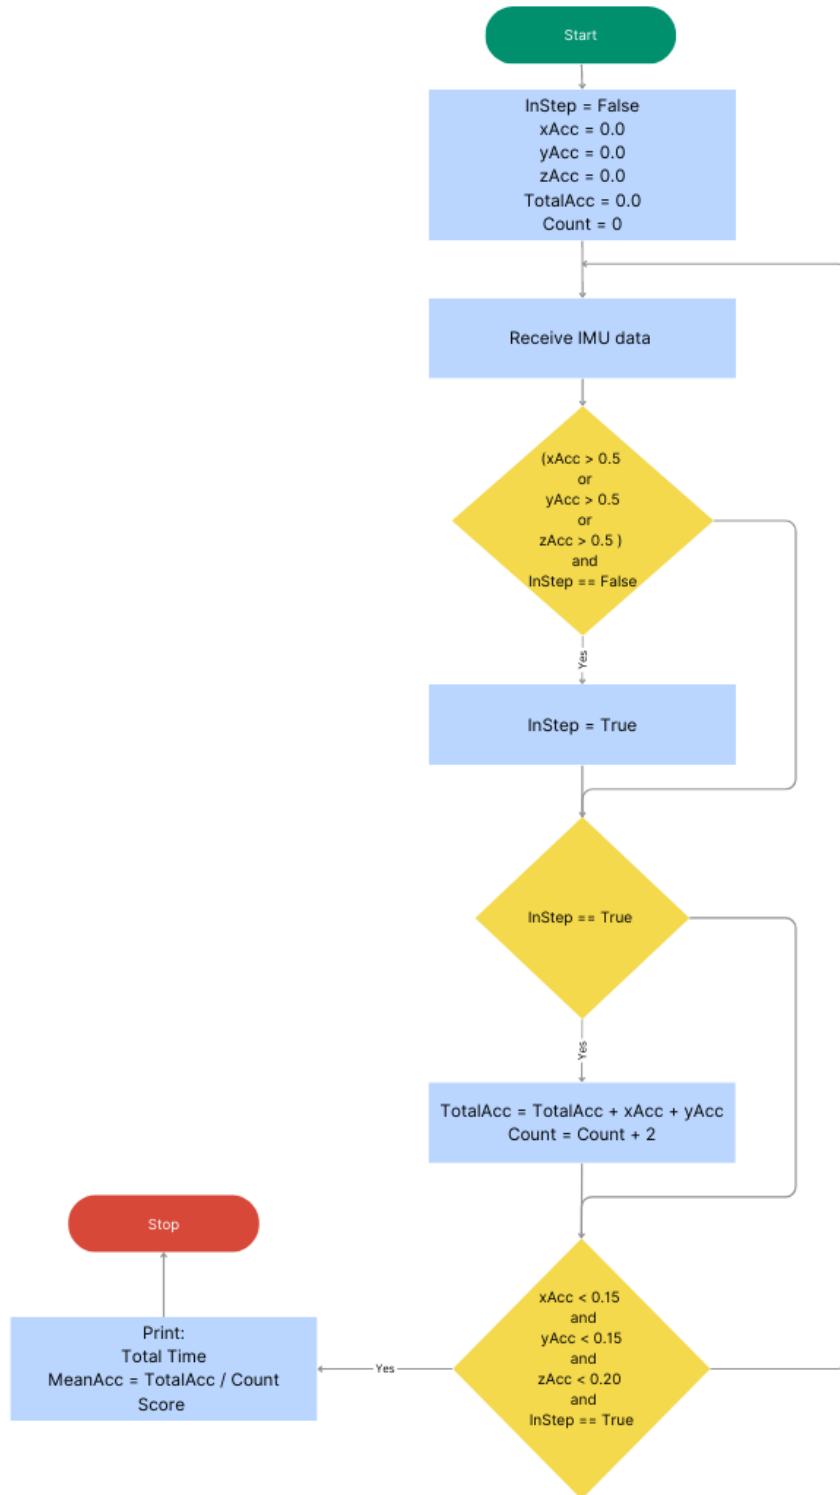 Start
InStep = False
xAcc = 0.0
yAcc = 0.0
zAcc = 0.0
TotalAcc = 0.0
Count = 0
Receive IMU data
(xAcc > 0.5
or
yAcc > 0.5
or
zAcc > 0.5 )
and
InStep == False
Yes
InStep = True
InStep == True
Yes
TotalAcc = TotalAcc + xAcc + yAcc
Count = Count + 2
xAcc < 0.15
and
yAcc < 0.15
and
zAcc < 0.20
and
InStep == True
Yes
Print:
Total Time
MeanAcc = TotalAcc / Count
Score
Stop